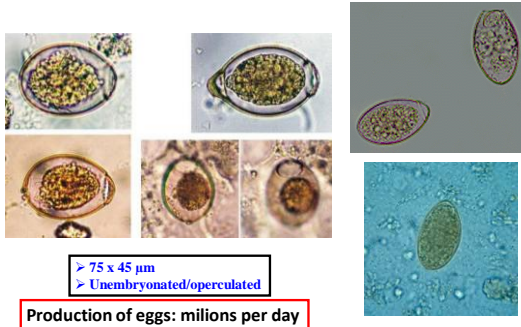 ➢ 75 x 45 µm
➢ Unembryonated/operculated
Production of eggs: milions per day